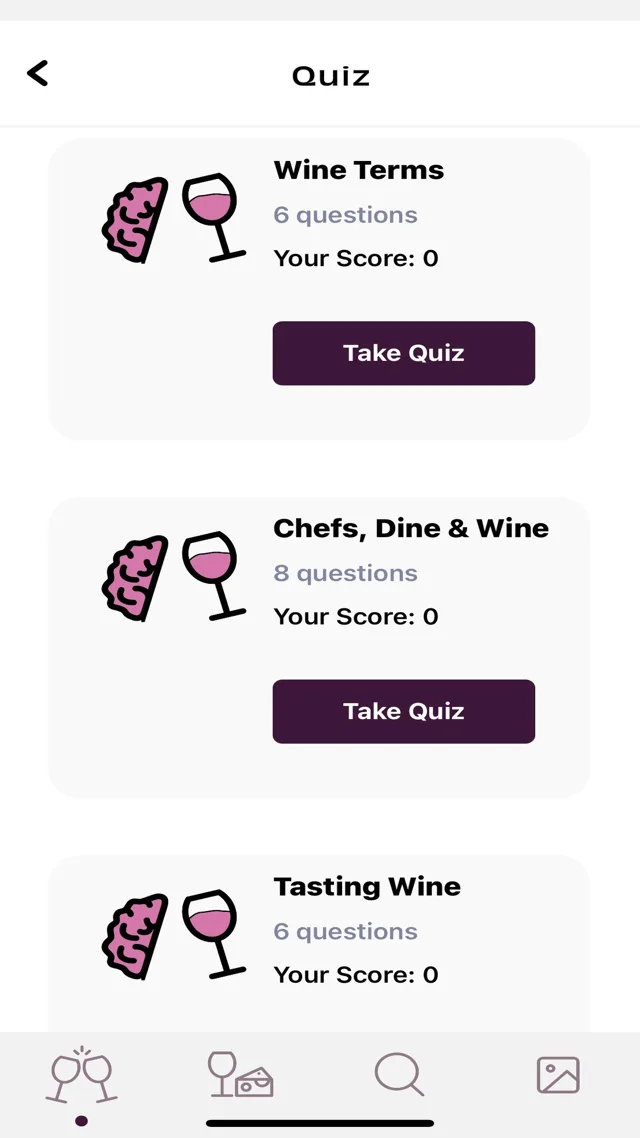 Quiz
Wine Terms
6 questions
Your Score: 0
Take Quiz
Chefs, Dine & Wine
8 questions
Your Score: 0
Take Quiz
Tasting Wine
6 questions
Your Score: 0